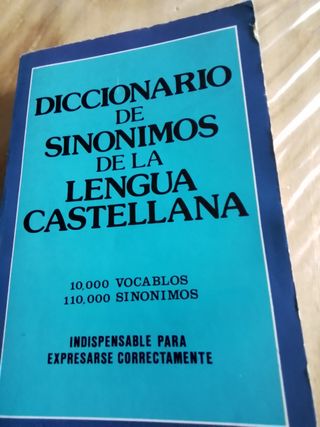 DICCIONARIO
DE
SINONIMOS
DE LA
LENGUA
CASTELLANA
10,000 VOCABLOS
110,000 SINONIMOS
INDISPENSABLE PARA
EXPRESARSE CORRECTAMENTE